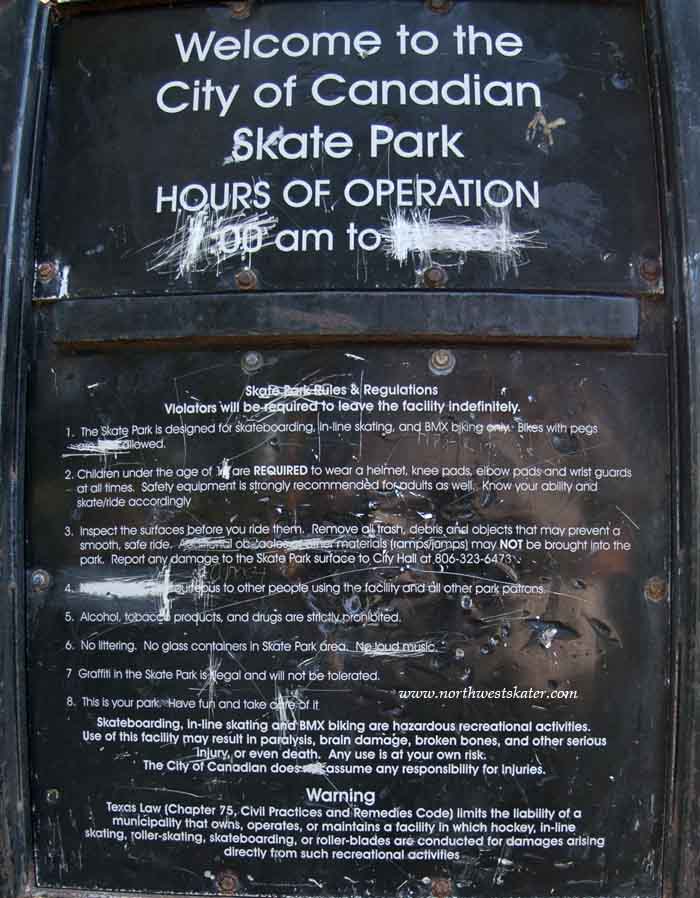 Welcome to the
City of Canadian
Skate Park
HOURS OF OPERATION
:00 am to
Skate Park Rules & Regulations
Violators will be required to leave the facility indefinitely.
1. The Skate Park is designed for skateboarding, in-line skating, and BMX biking only. Bikes with pegs
are allowed.
2. Children under the age of are REQUIRED to wear a helmet, knee pads, elbow pads and wrist guards
at all times. Safety equipment is strongly recommended for adults as well. Know your ability and
skate/ride accordingly
3. Inspect the surfaces before you ride them. Remove all trash, debris and objects that may prevent a
smooth, safe ride. Additional obstacles or other materials (ramps/jumps) may NOT be brought into the
park. Report any damage to the Skate Park surface to City Hall at 806-323-6473
4. to other people using the facility and all other park patrons.
5. Alcohol, tobacco products, and drugs are strictly prohibited.
6. No littering. No glass containers in Skate Park area. No loud music.
7 Graffiti in the Skate Park is illegal and will not be tolerated.
www.northwestskater.com
8. This is your park. Have fun and take care of it
Skateboarding, in-line skating and BMX biking are hazardous recreational activities.
Use of this facility may result in paralysis, brain damage, broken bones, and other serious
injury, or even death. Any use is at your own risk.
The City of Canadian does assume any responsibility for injuries.
Warning
Texas Law (Chapter 75, Civil Practices and Remedies Code) limits the liability of a
municipality that owns, operates, or maintains a facility in which hockey, in-line
skating, roller-skating, skateboarding, or roller-blades are conducted for damages arising
directly from such recreational activities